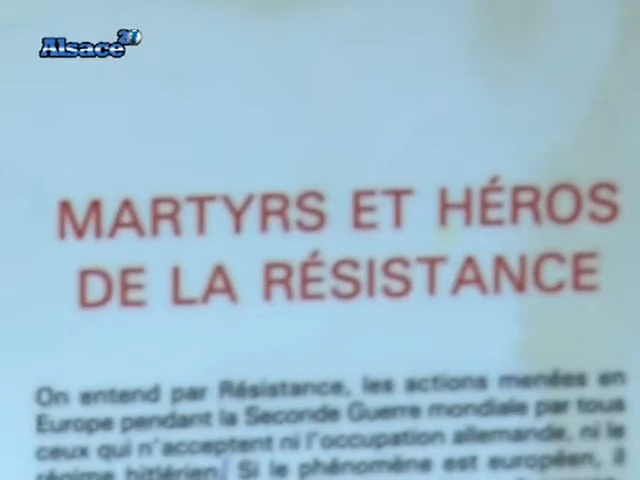 Alsace 20
MARTYRS ET HÉROS
DE LA RÉSISTANCE
On entend par Résistance, les actions menées en
Europe pendant la Seconde Guerre mondiale par tous
ceux qui n'acceptent ni l'occupation allemande, ni le
régime hitlérien. Si le phénomène est européen, il